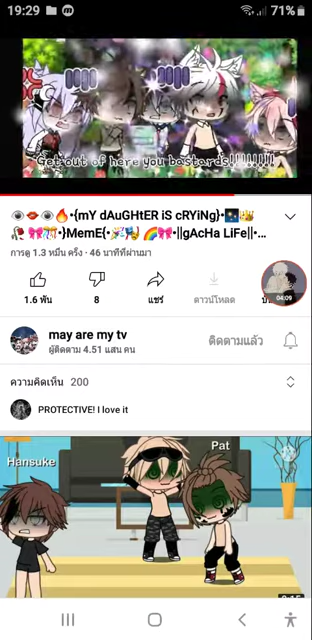 19:29
71%
Get out of here you bastards!!!!!!!!!
👁️👄👁️🔥•{mY dAuGHtER iS cRYiNg}•🌃👑
🥀🎀🎊•}MemE{•🎉🎏🌈🎀•||gAcHa LiFe||•...
การดู 1.3 หมื่น ครั้ง · 46 นาทีที่ผ่านมา
1.6 พัน
8
แชร์
ดาวน์โหลด
04:09
may are my tv
ผู้ติดตาม 4.51 แสน คน
ติดตามแล้ว
ความคิดเห็น 200
PROTECTIVE! I love it
Hansuke
Pat